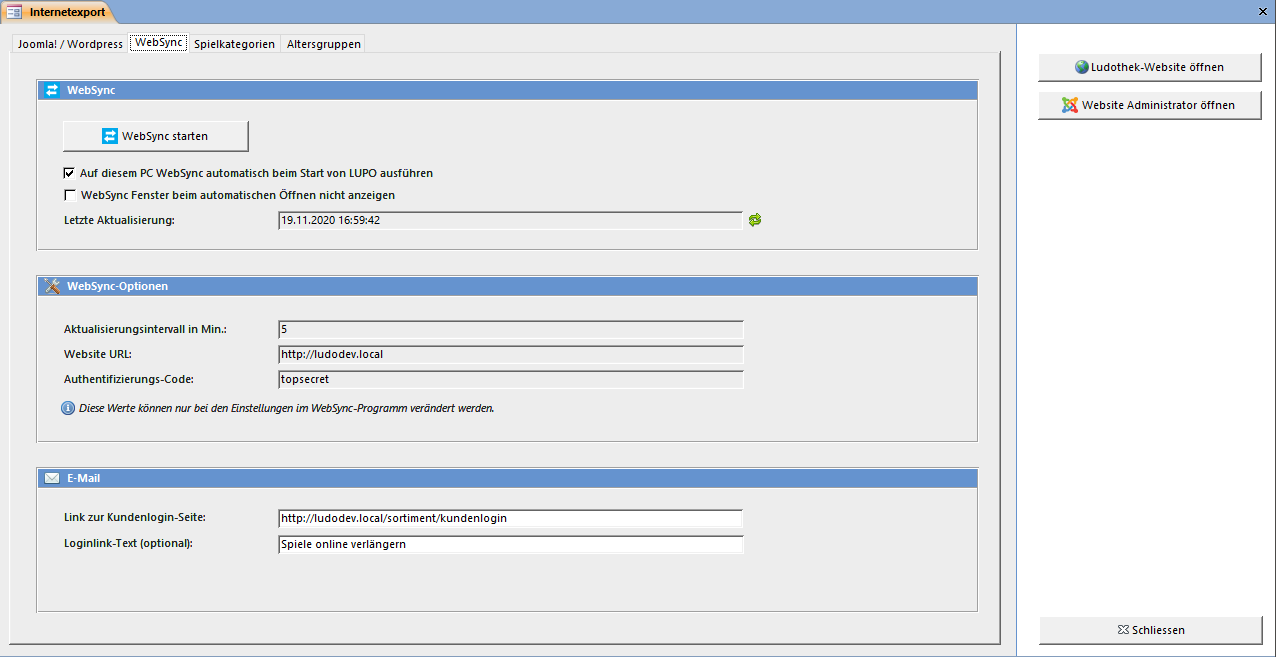 Internetexport
Joomla! / Wordpress WebSync Spielkategorien Altersgruppen
WebSync
WebSync starten
Auf diesem PC WebSync automatisch beim Start von LUPO ausführen
WebSync Fenster beim automatischen Öffnen nicht anzeigen
Letzte Aktualisierung: 19.11.2020 16:59:42
WebSync-Optionen
Aktualisierungsintervall in Min.: 5
Website URL: http://ludodev.local
Authentifizierungs-Code: topsecret
Diese Werte können nur bei den Einstellungen im WebSync-Programm verändert werden.
E-Mail
Link zur Kundenlogin-Seite: http://ludodev.local/sortiment/kundenlogin
Loginlink-Text (optional): Spiele online verlängern
Ludothek-Website öffnen
Website Administrator öffnen
Schliessen